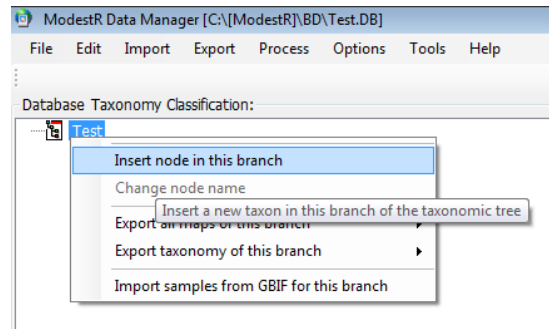 ModestR Data Manager [C:\[ModestR]\BD\Test.DB]
File Edit Import Export Process Options Tools Help
Database Taxonomy Classification:
Test
Insert node in this branch
Change node name
Insert a new taxon in this branch of the taxonomic tree
Export all maps of this branch
Export taxonomy of this branch
Import samples from GBIF for this branch